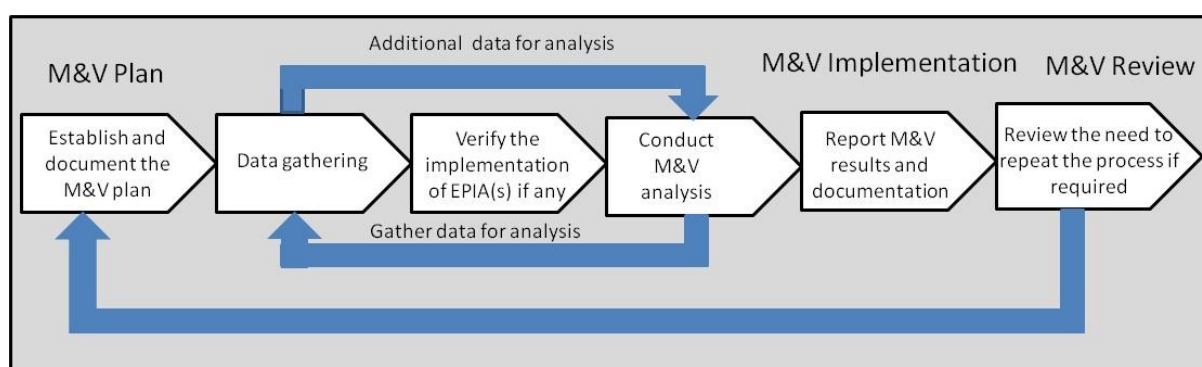 Additional data for analysis
M&V Plan
M&V Implementation
M&V Review
Establish and
document the
M&V plan
Data gathering
Verify the
implementation
of EPIA(s) if any
Conduct
M&V
analysis
Report M&V
results and
documentation
Review the need to
repeat the process if
required
Gather data for analysis